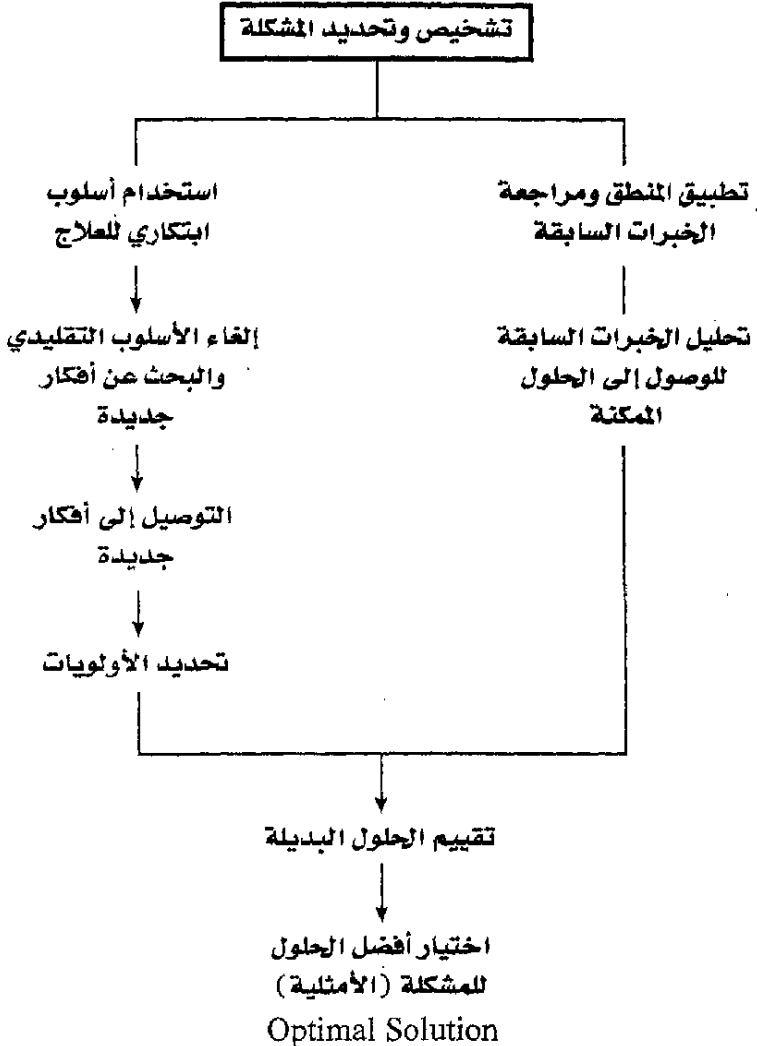 تشخيص وتحديد المشكلة
تطبيق المنطق ومراجعة
الخبرات السابقة
تحليل الخبرات السابقة
للوصول إلى الحلول
الممكنة
استخدام أسلوب
ابتكاري للعلاج
إلغاء الأسلوب التقليدي
والبحث عن أفكار
جديدة
التوصيل إلى أفكار
جديدة
تحديد الأولويات
تقييم الحلول البديلة
اختيار أفضل الحلول
للمشكلة (الأمثلية)
Optimal Solution